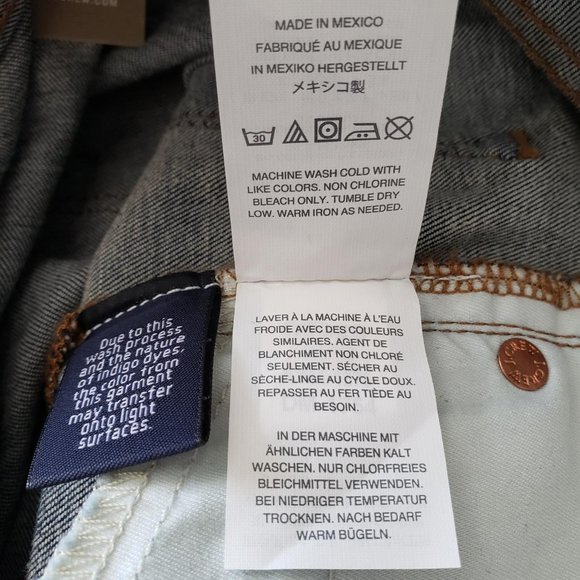 CREW.COM
MADE IN MEXICO
FABRIQUÉ AU MEXIQUE
IN MEXIKO HERGESTELLT
メキシコ製
30
MACHINE WASH COLD WITH
LIKE COLORS. NON CHLORINE
BLEACH ONLY. TUMBLE DRY
LOW. WARM IRON AS NEEDED.
LAVER À LA MACHINE À L'EAU
FROIDE AVEC DES COULEURS
SIMILAIRES. AGENT DE
BLANCHIMENT NON CHLORÉ
SEULEMENT. SÉCHER AU
SÈCHE-LINGE AU CYCLE DOUX.
REPASSER AU FER TIÈDE AU
BESOIN.
IN DER MASCHINE MIT
ÄHNLICHEN FARBEN KALT
WASCHEN. NUR CHLORFREIES
BLEICHMITTEL VERWENDEN.
BEI NIEDRIGER TEMPERATUR
TROCKNEN. NACH BEDARF
WARM BÜGELN.
Due to this
wash process
and the nature
of indigo dyes,
the color from
this garment
may transfer
onto light
surfaces.
J.CREW J.CREW